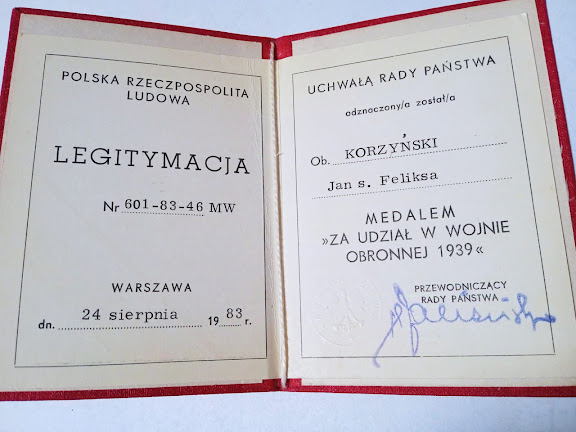 POLSKA RZECZPOSPOLITA
LUDOWA
LEGITYMACJA
Nr 601-83-46 MW
WARSZAWA
dn. 24 sierpnia 1983 r.
UCHWAŁĄ RADY PAŃSTWA
odznaczony/a został/a
Ob. KORZYŃSKI
Jan s. Feliksa
MEDALEM
»ZA UDZIAŁ W WOJNIE
OBRONNEJ 1939«
PRZEWODNICZĄCY
RADY PAŃSTWA